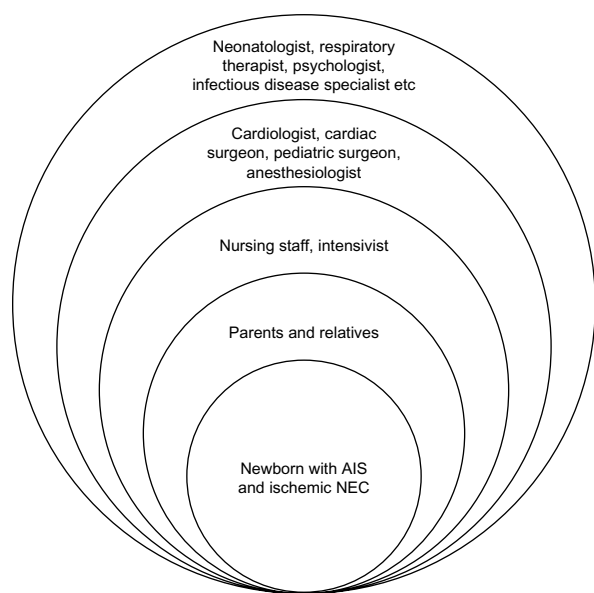 Neonatologist, respiratory
therapist, psychologist,
infectious disease specialist etc
Cardiologist, cardiac
surgeon, pediatric surgeon,
anesthesiologist
Nursing staff, intensivist
Parents and relatives
Newborn with AIS
and ischemic NEC